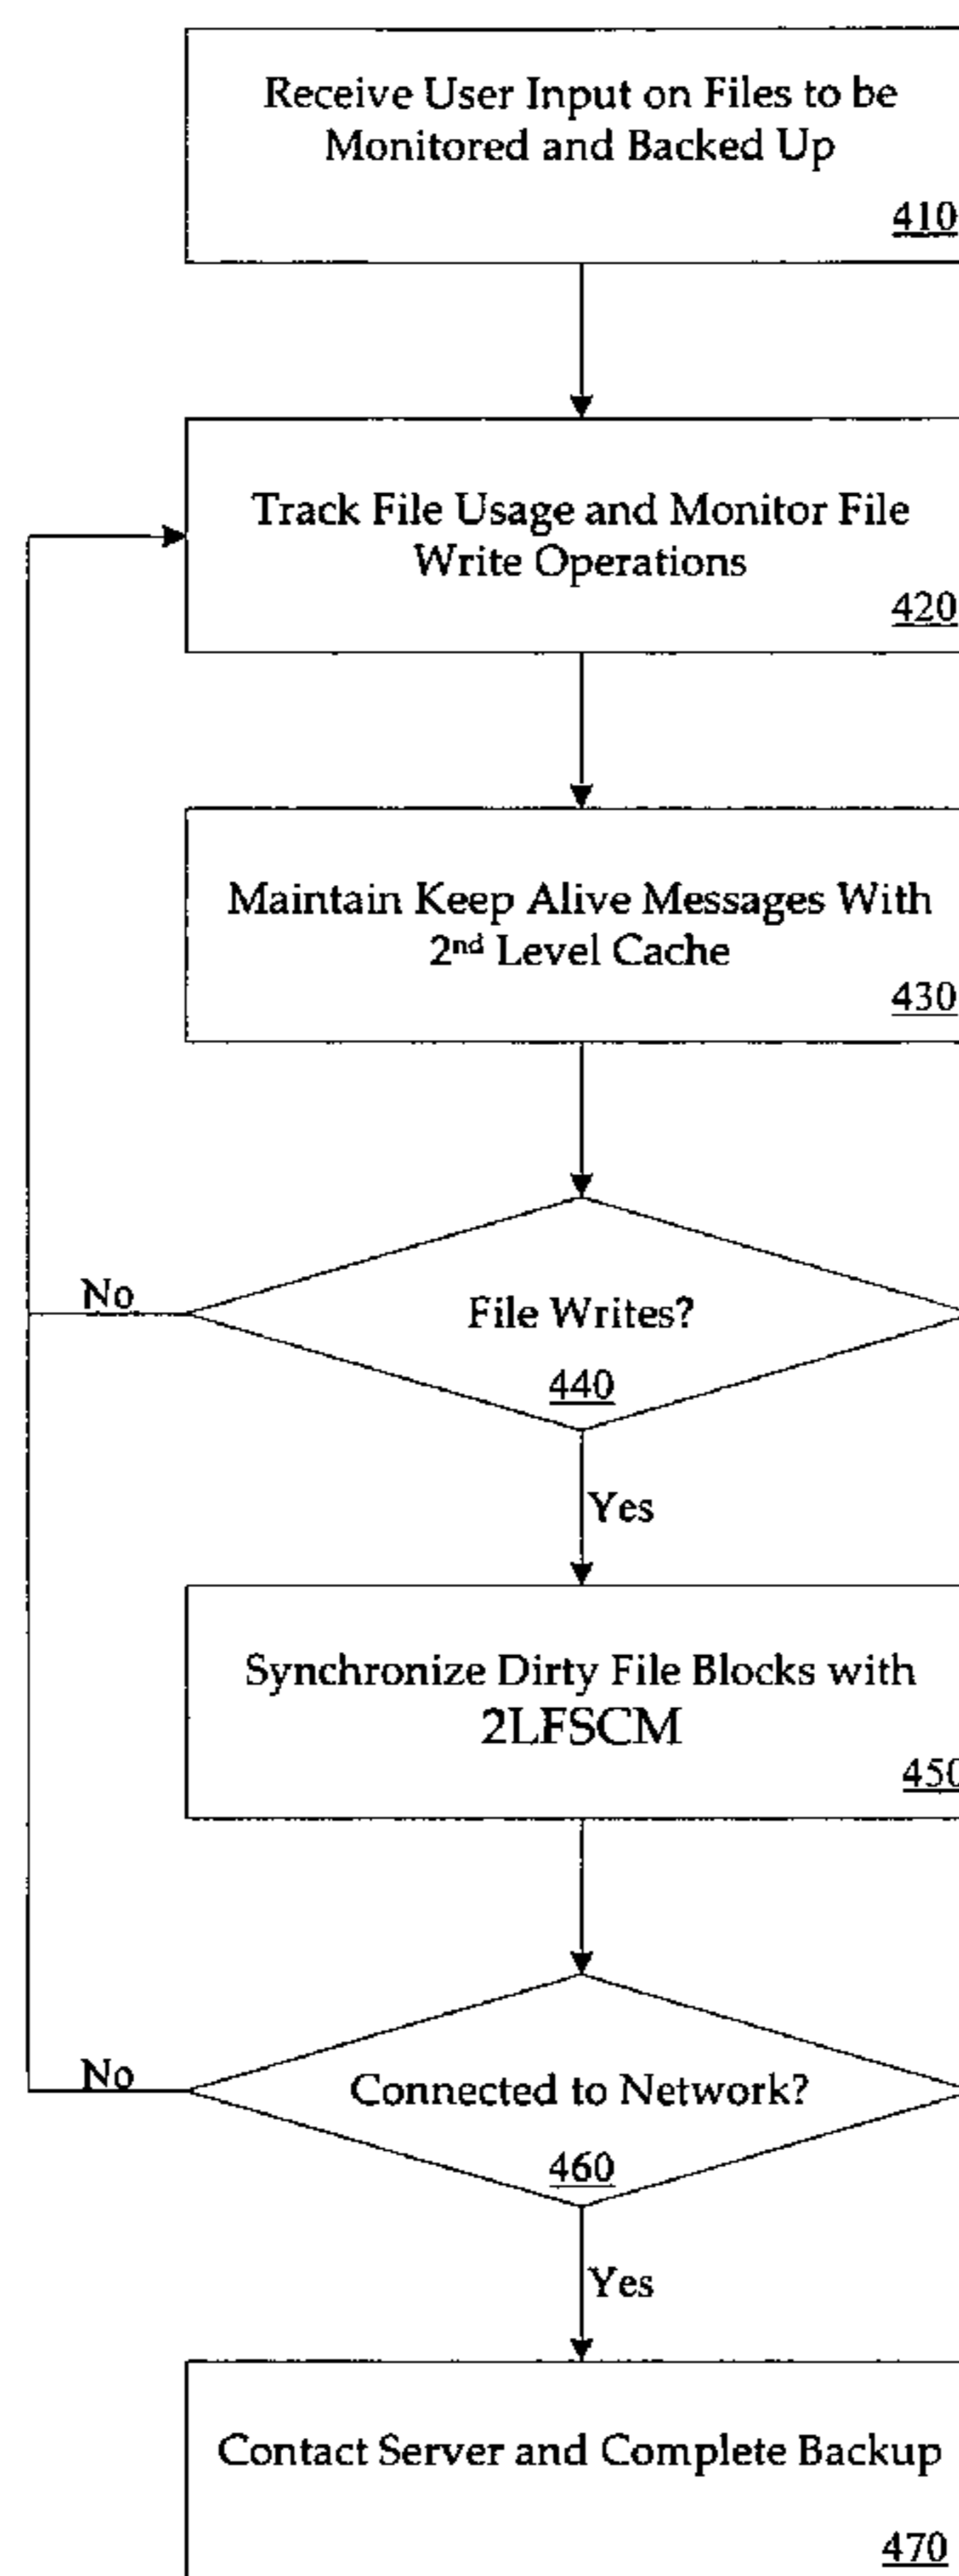 Receive User Input on Files to be
Monitored and Backed Up
410
Track File Usage and Monitor File
Write Operations
420
Maintain Keep Alive Messages With
2nd Level Cache
430
No
File Writes?
440
Yes
Synchronize Dirty File Blocks with
2LFSCM
450
No
Connected to Network?
460
Yes
Contact Server and Complete Backup
470